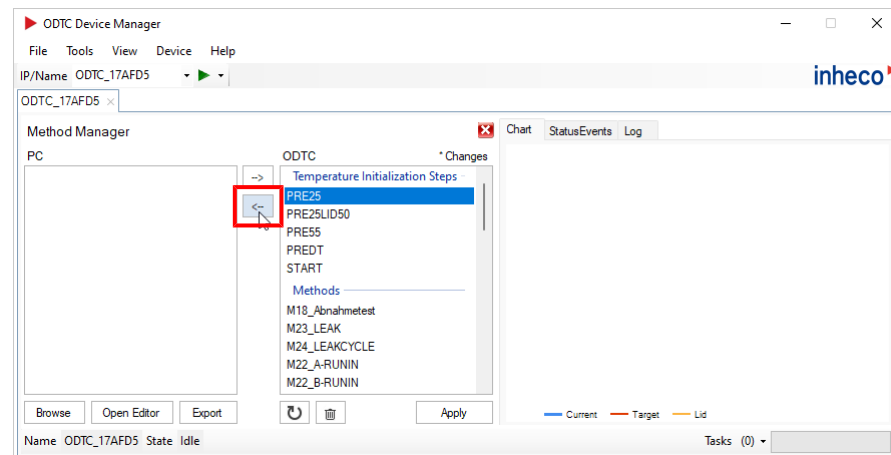 ODTC Device Manager
File Tools View Device Help
IP/Name ODTC_17AFD5
inheco
ODTC_17AFD5
Method Manager
Chart StatusEvents Log
PC
ODTC * Changes
-->
<--
Temperature Initialization Steps
PRE25
PRE25LID50
PRE55
PREDT
START
Methods
M18_Abnahmetest
M23_LEAK
M24_LEAKCYCLE
M22_A-RUNIN
M22_B-RUNIN
Browse Open Editor Export Apply
Current Target Lid
Name ODTC_17AFD5 State Idle Tasks (0)